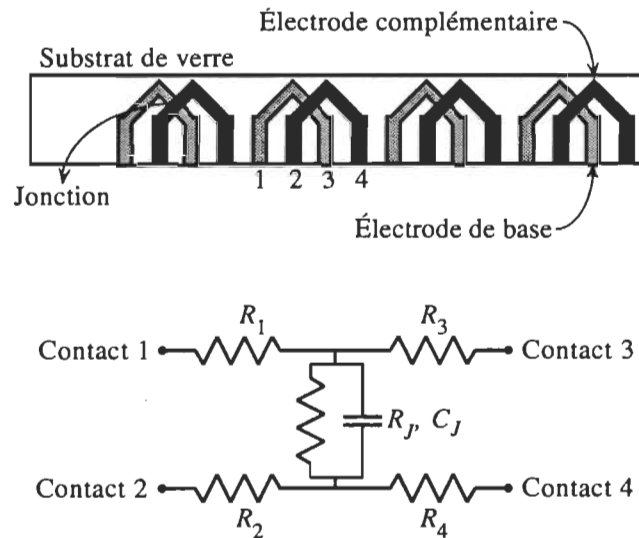 Électrode complémentaire
Substrat de verre
1 2 3 4
Jonction
Électrode de base
R1 R3
Contact 1 Contact 3
RJ, CJ
Contact 2 Contact 4
R2 R4